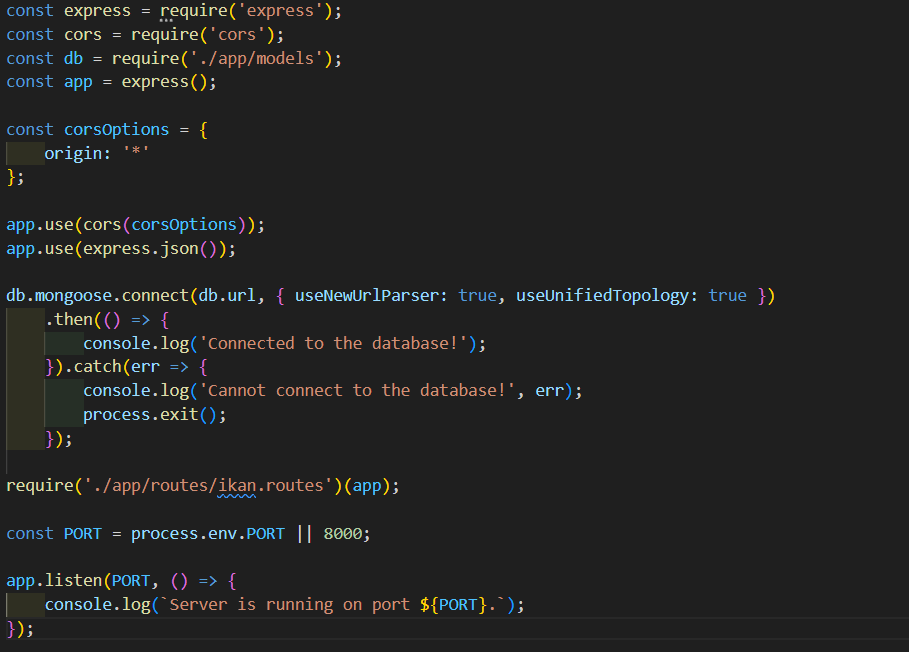 const express = require('express');
const cors = require('cors');
const db = require('./app/models');
const app = express();
const corsOptions = {
    origin: '*'
};
app.use(cors(corsOptions));
app.use(express.json());
db.mongoose.connect(db.url, { useNewUrlParser: true, useUnifiedTopology: true })
    .then(() => {
        console.log('Connected to the database!');
    }).catch(err => {
        console.log('Cannot connect to the database!', err);
        process.exit();
    });
require('./app/routes/ikan.routes')(app);
const PORT = process.env.PORT || 8000;
app.listen(PORT, () => {
    console.log(`Server is running on port ${PORT}.`);
});